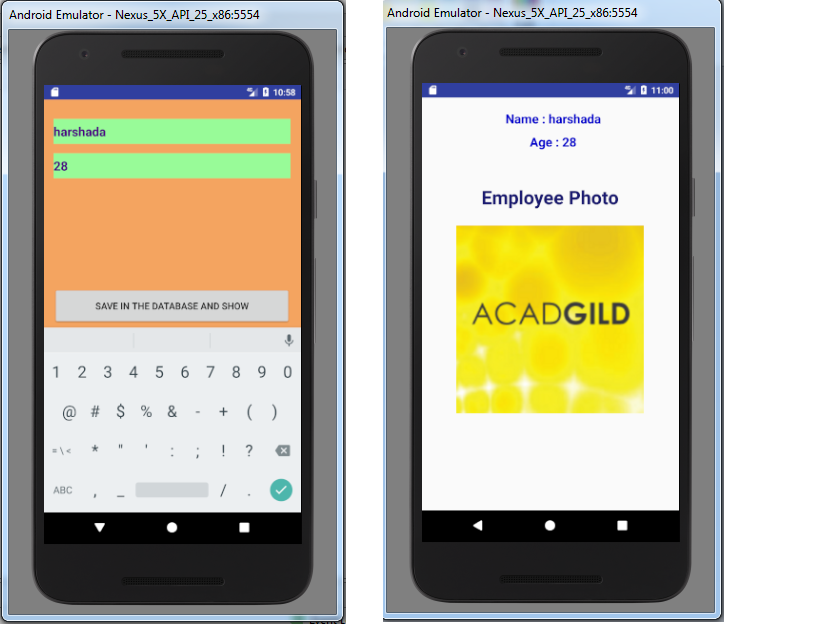 Android Emulator - Nexus_5X_API_25_x86:5554
10:58
harshada
28
SAVE IN THE DATABASE AND SHOW
1 2 3 4 5 6 7 8 9 0
@ # $ % & - + ( )
= \ < * " ' : ; ! ?
ABC , _ / .
Android Emulator - Nexus_5X_API_25_x86:5554
11:00
Name : harshada
Age : 28
Employee Photo
ACADGILD